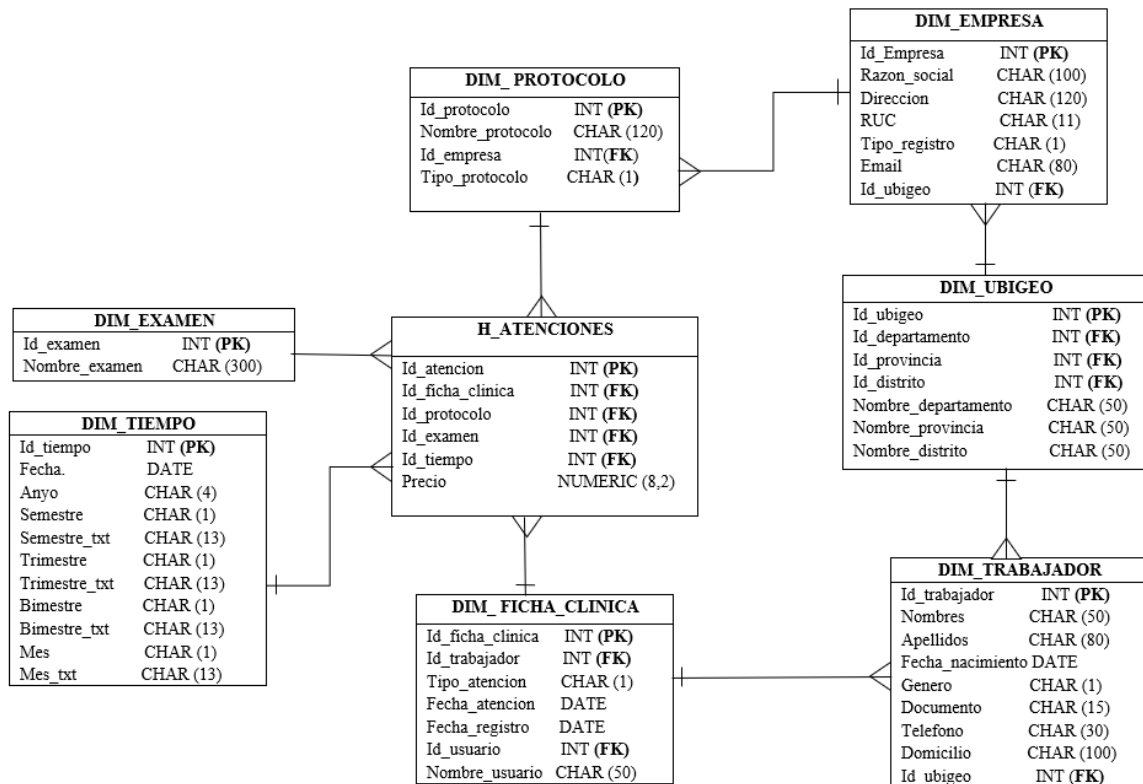 DIM_EMPRESA
Id_Empresa INT (PK)
Razon_social CHAR (100)
Direccion CHAR (120)
RUC CHAR (11)
Tipo_registro CHAR (1)
Email CHAR (80)
Id_ubigeo INT (FK)
DIM_ PROTOCOLO
Id_protocolo INT (PK)
Nombre_protocolo CHAR (120)
Id_empresa INT(FK)
Tipo_protocolo CHAR (1)
DIM_UBIGEO
Id_ubigeo INT (PK)
Id_departamento INT (FK)
Id_provincia INT (FK)
Id_distrito INT (FK)
Nombre_departamento CHAR (50)
Nombre_provincia CHAR (50)
Nombre_distrito CHAR (50)
DIM_EXAMEN
Id_examen INT (PK)
Nombre_examen CHAR (300)
H_ATENCIONES
Id_atencion INT (PK)
Id_ficha_clinica INT (FK)
Id_protocolo INT (FK)
Id_examen INT (FK)
Id_tiempo INT (FK)
Precio NUMERIC (8,2)
DIM_TIEMPO
Id_tiempo INT (PK)
Fecha. DATE
Anyo CHAR (4)
Semestre CHAR (1)
Semestre_txt CHAR (13)
Trimestre CHAR (1)
Trimestre_txt CHAR (13)
Bimestre CHAR (1)
Bimestre_txt CHAR (13)
Mes CHAR (1)
Mes_txt CHAR (13)
DIM_ FICHA_CLINICA
Id_ficha_clinica INT (PK)
Id_trabajador INT (FK)
Tipo_atencion CHAR (1)
Fecha_atencion DATE
Fecha_registro DATE
Id_usuario INT (FK)
Nombre_usuario CHAR (50)
DIM_TRABAJADOR
Id_trabajador INT (PK)
Nombres CHAR (50)
Apellidos CHAR (80)
Fecha_nacimiento DATE
Genero CHAR (1)
Documento CHAR (15)
Telefono CHAR (30)
Domicilio CHAR (100)
Id_ubigeo INT (FK)